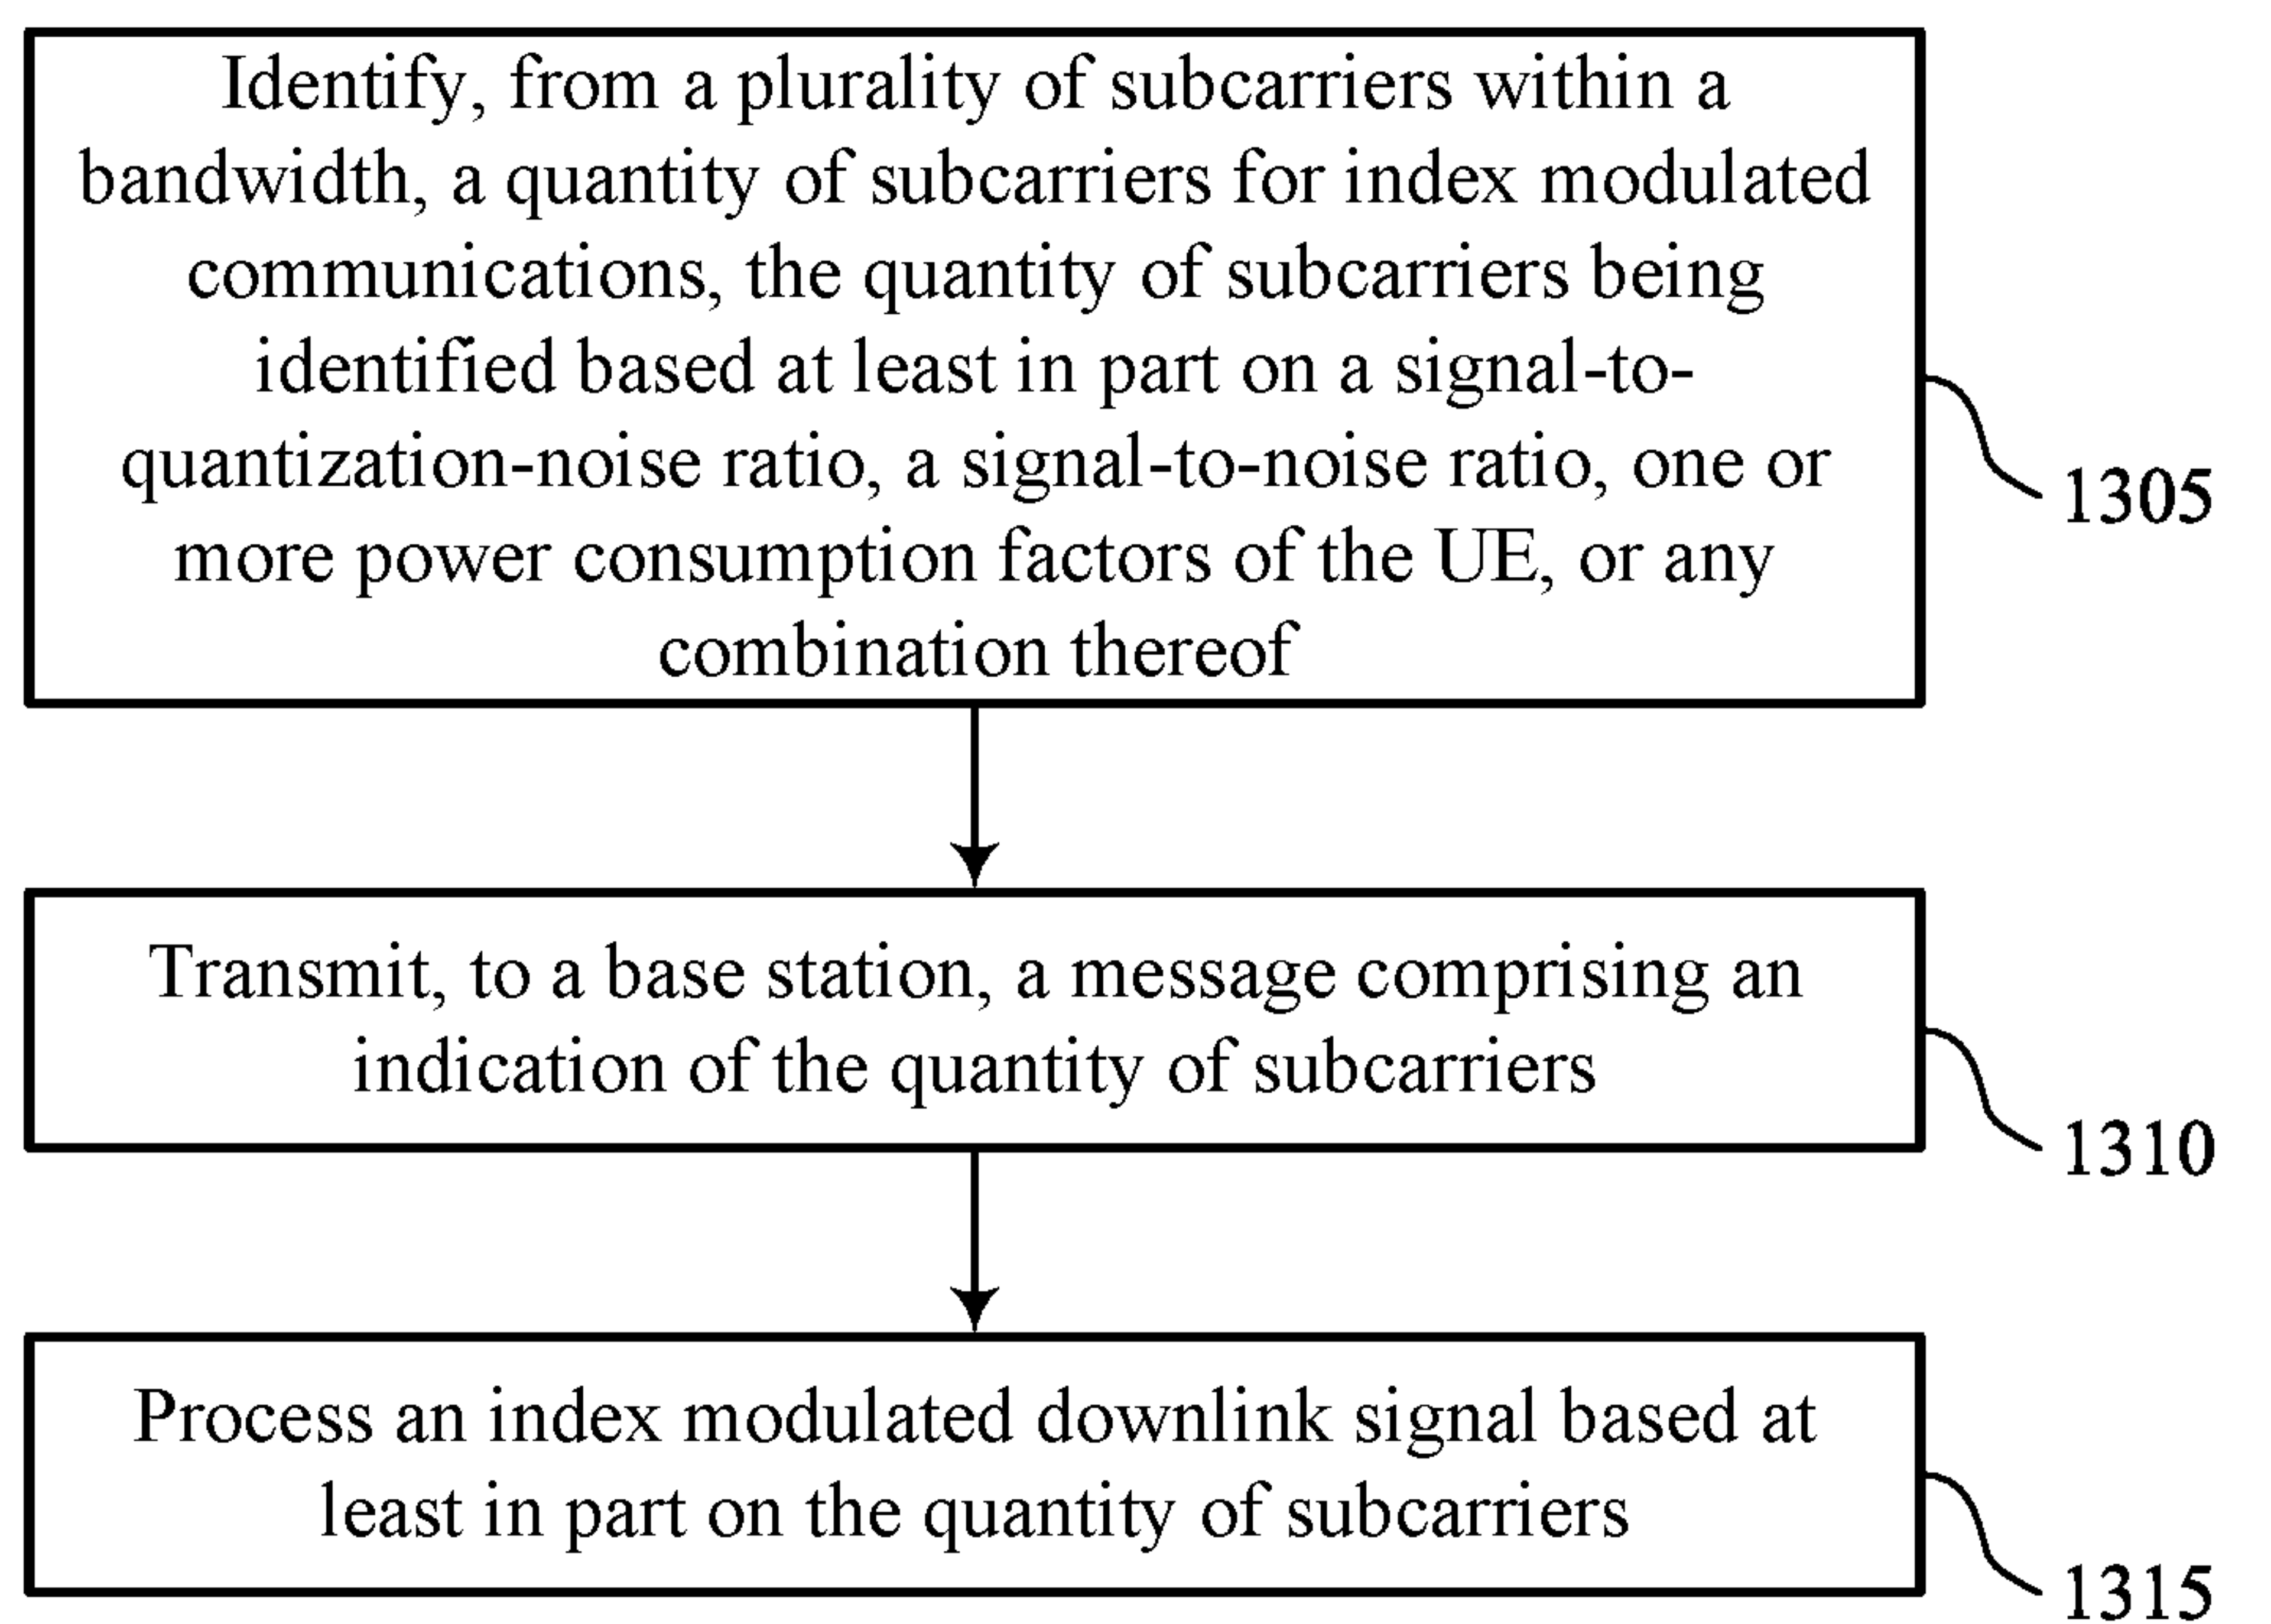 Identify, from a plurality of subcarriers within a
bandwidth, a quantity of subcarriers for index modulated
communications, the quantity of subcarriers being
identified based at least in part on a signal-to-
quantization-noise ratio, a signal-to-noise ratio, one or
more power consumption factors of the UE, or any
combination thereof
1305
Transmit, to a base station, a message comprising an
indication of the quantity of subcarriers
1310
Process an index modulated downlink signal based at
least in part on the quantity of subcarriers
1315